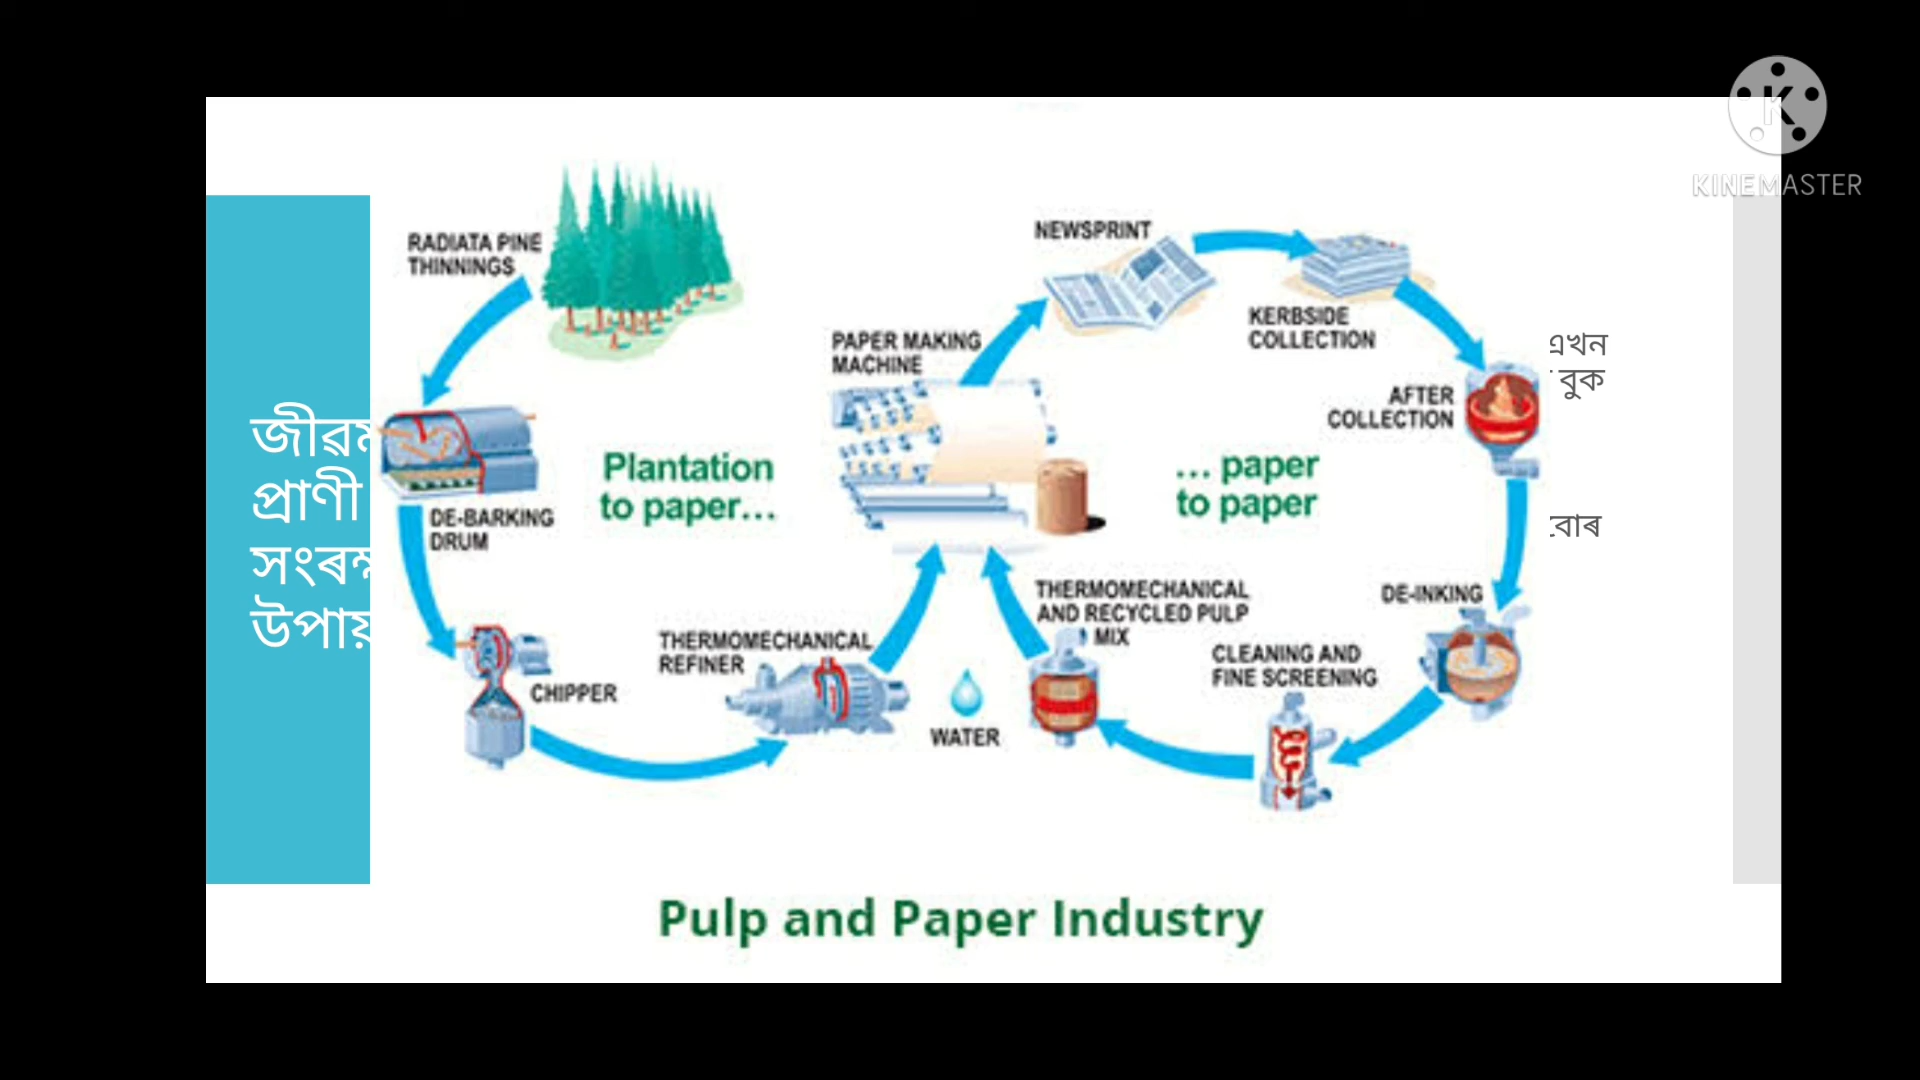 K
KINEMASTER
RADIATA PINE
THINNINGS
NEWSPRINT
KERBSIDE
COLLECTION
PAPER MAKING
MACHINE
AFTER
COLLECTION
Plantation
to paper...
... paper
to paper
DE-BARKING
DRUM
THERMOMECHANICAL
AND RECYCLED PULP
MIX
DE-INKING
THERMOMECHANICAL
REFINER
CLEANING AND
FINE SCREENING
CHIPPER
WATER
Pulp and Paper Industry
প্ৰাণী
এখন
বুক